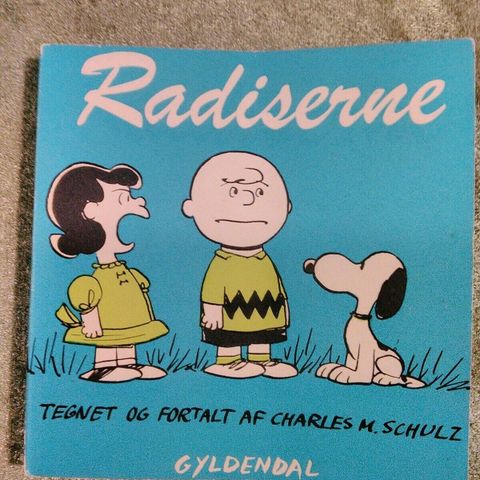 Radiserne
TEGNET OG FORTALT AF CHARLES M. SCHULZ
GYLDENDAL